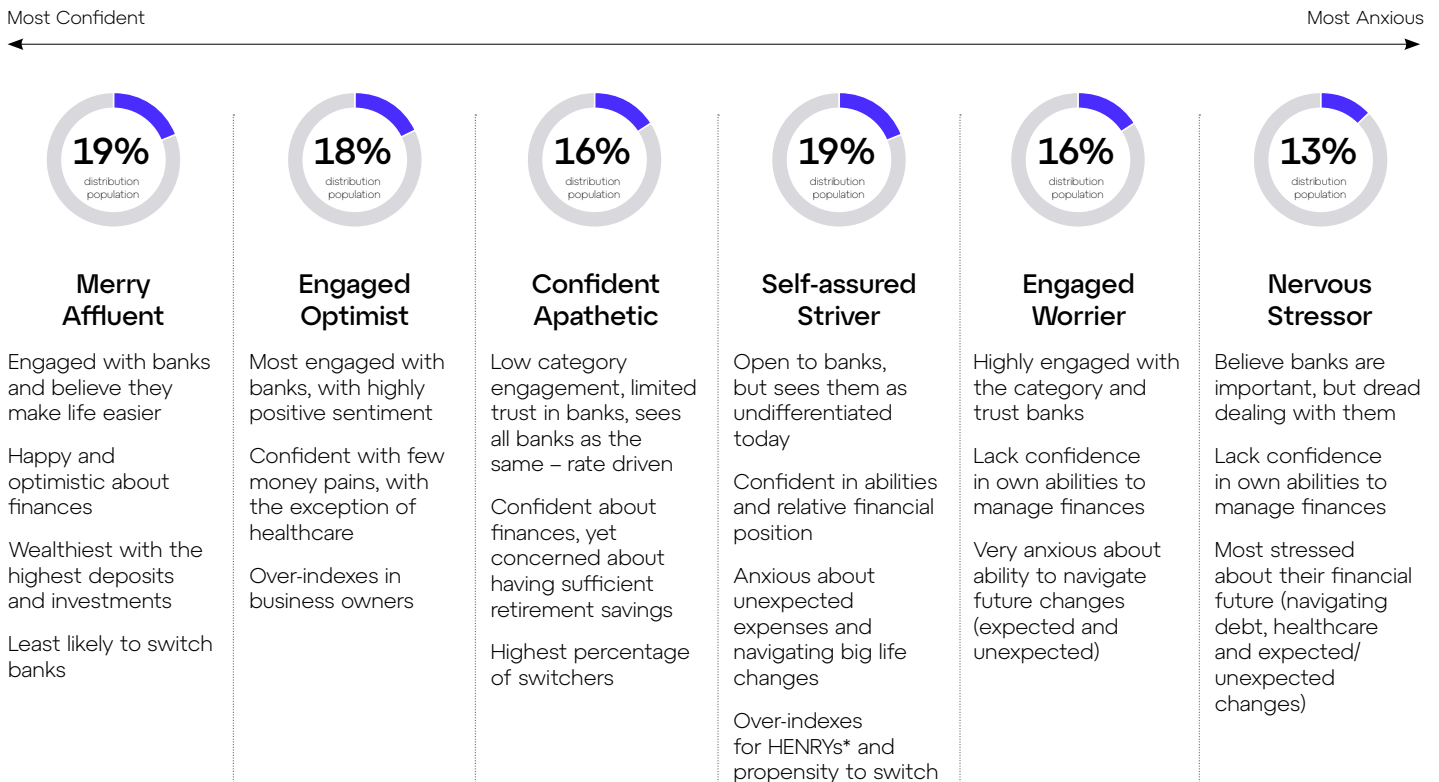 Most Confident
Most Anxious
19%
distribution
population
Merry
Affluent
Engaged with banks
and believe they
make life easier
Happy and
optimistic about
finances
Wealthiest with the
highest deposits
and investments
Least likely to switch
banks
18%
distribution
population
Engaged
Optimist
Most engaged with
banks, with highly
positive sentiment
Confident with few
money pains, with
the exception of
healthcare
Over-indexes in
business owners
16%
distribution
population
Confident
Apathetic
Low category
engagement, limited
trust in banks, sees
all banks as the
same – rate driven
Confident about
finances, yet
concerned about
having sufficient
retirement savings
Highest percentage
of switchers
19%
distribution
population
Self-assured
Striver
Open to banks,
but sees them as
undifferentiated
today
Confident in abilities
and relative financial
position
Anxious about
unexpected
expenses and
navigating big life
changes
Over-indexes
for HENRYs* and
propensity to switch
16%
distribution
population
Engaged
Worrier
Highly engaged with
the category and
trust banks
Lack confidence
in own abilities to
manage finances
Very anxious about
ability to navigate
future changes
(expected and
unexpected)
13%
distribution
population
Nervous
Stressor
Believe banks are
important, but dread
dealing with them
Lack confidence
in own abilities to
manage finances
Most stressed
about their financial
future (navigating
debt, healthcare
and expected/
unexpected
changes)